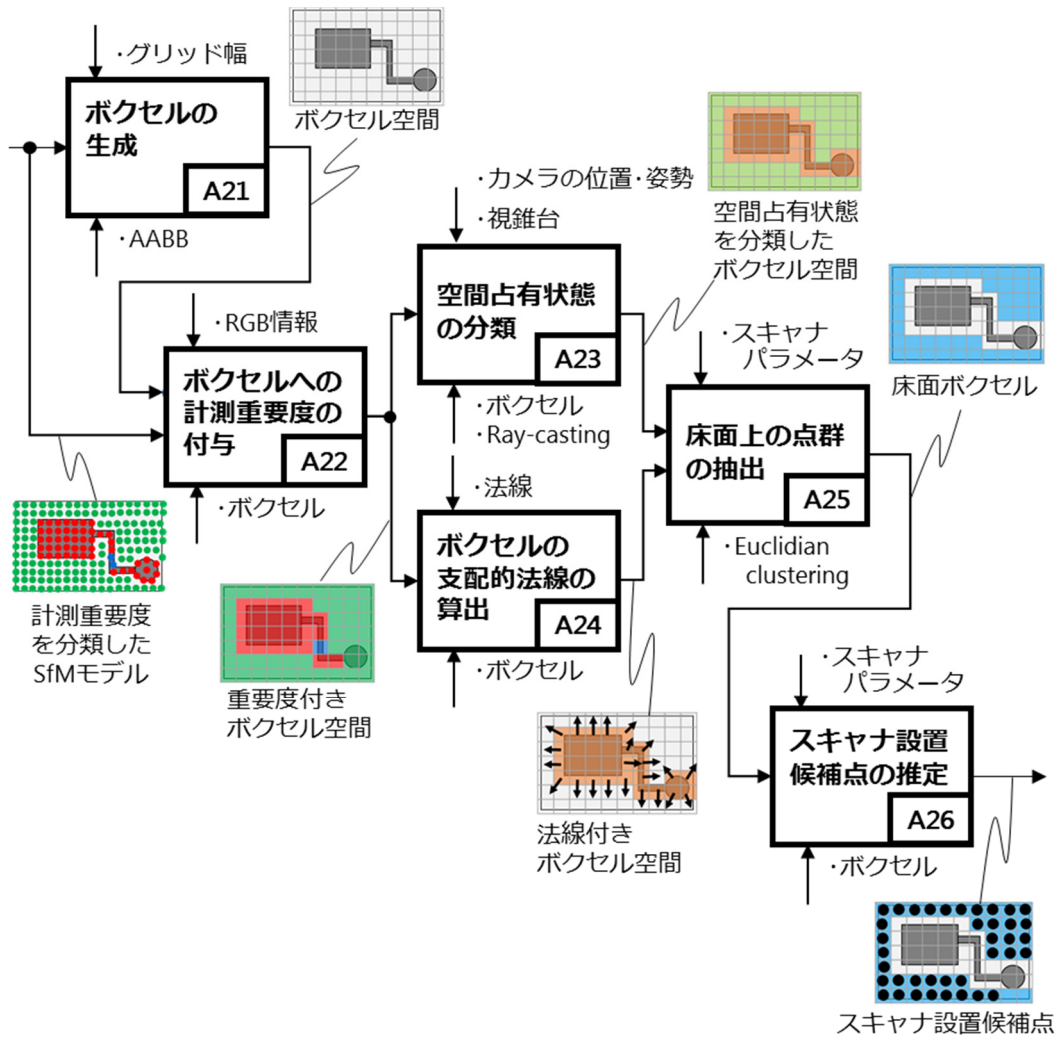 ・グリッド幅
ボクセルの
生成
A21
・AABB
ボクセル空間
・RGB情報
ボクセルへの
計測重要度の
付与
A22
・ボクセル
計測重要度
を分類した
SfMモデル
重要度付き
ボクセル空間
・カメラの位置・姿勢
・視錐台
空間占有状態
の分類
A23
・ボクセル
・Ray-casting
空間占有状態
を分類した
ボクセル空間
・法線
ボクセルの
支配的法線の
算出
A24
・ボクセル
法線付き
ボクセル空間
・スキャナ
パラメータ
床面上の点群
の抽出
A25
・Euclidian
clustering
床面ボクセル
・スキャナ
パラメータ
スキャナ設置
候補点の推定
A26
・ボクセル
スキャナ設置候補点